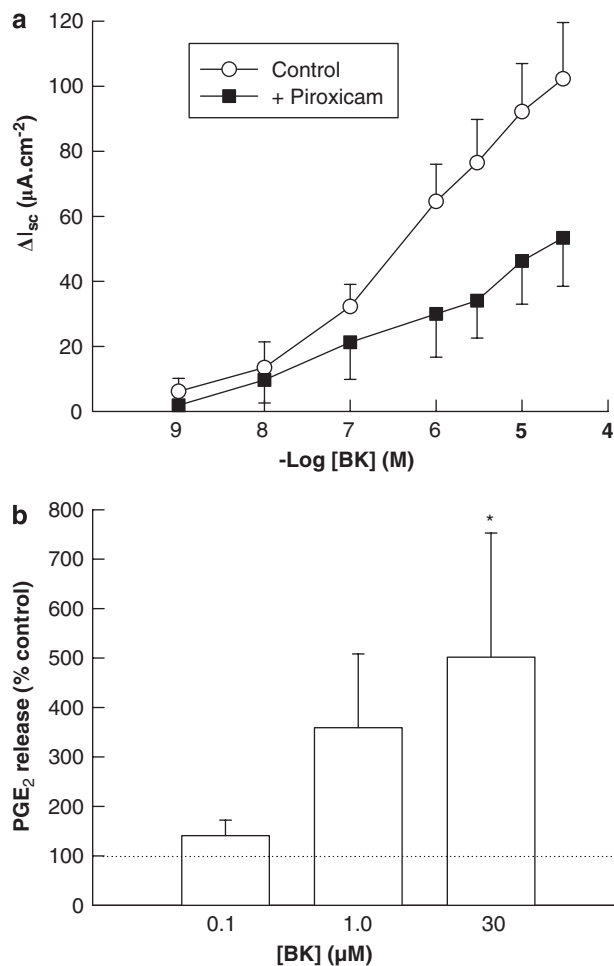 a
120
100
80
60
40
20
0
ΔIsc (µA.cm-2)
Control
+ Piroxicam
9 8 7 6 5 4
-Log [BK] (M)
b
800
700
600
500
400
300
200
100
0
PGE2 release (% control)
*
0.1 1.0 30
[BK] (µM)